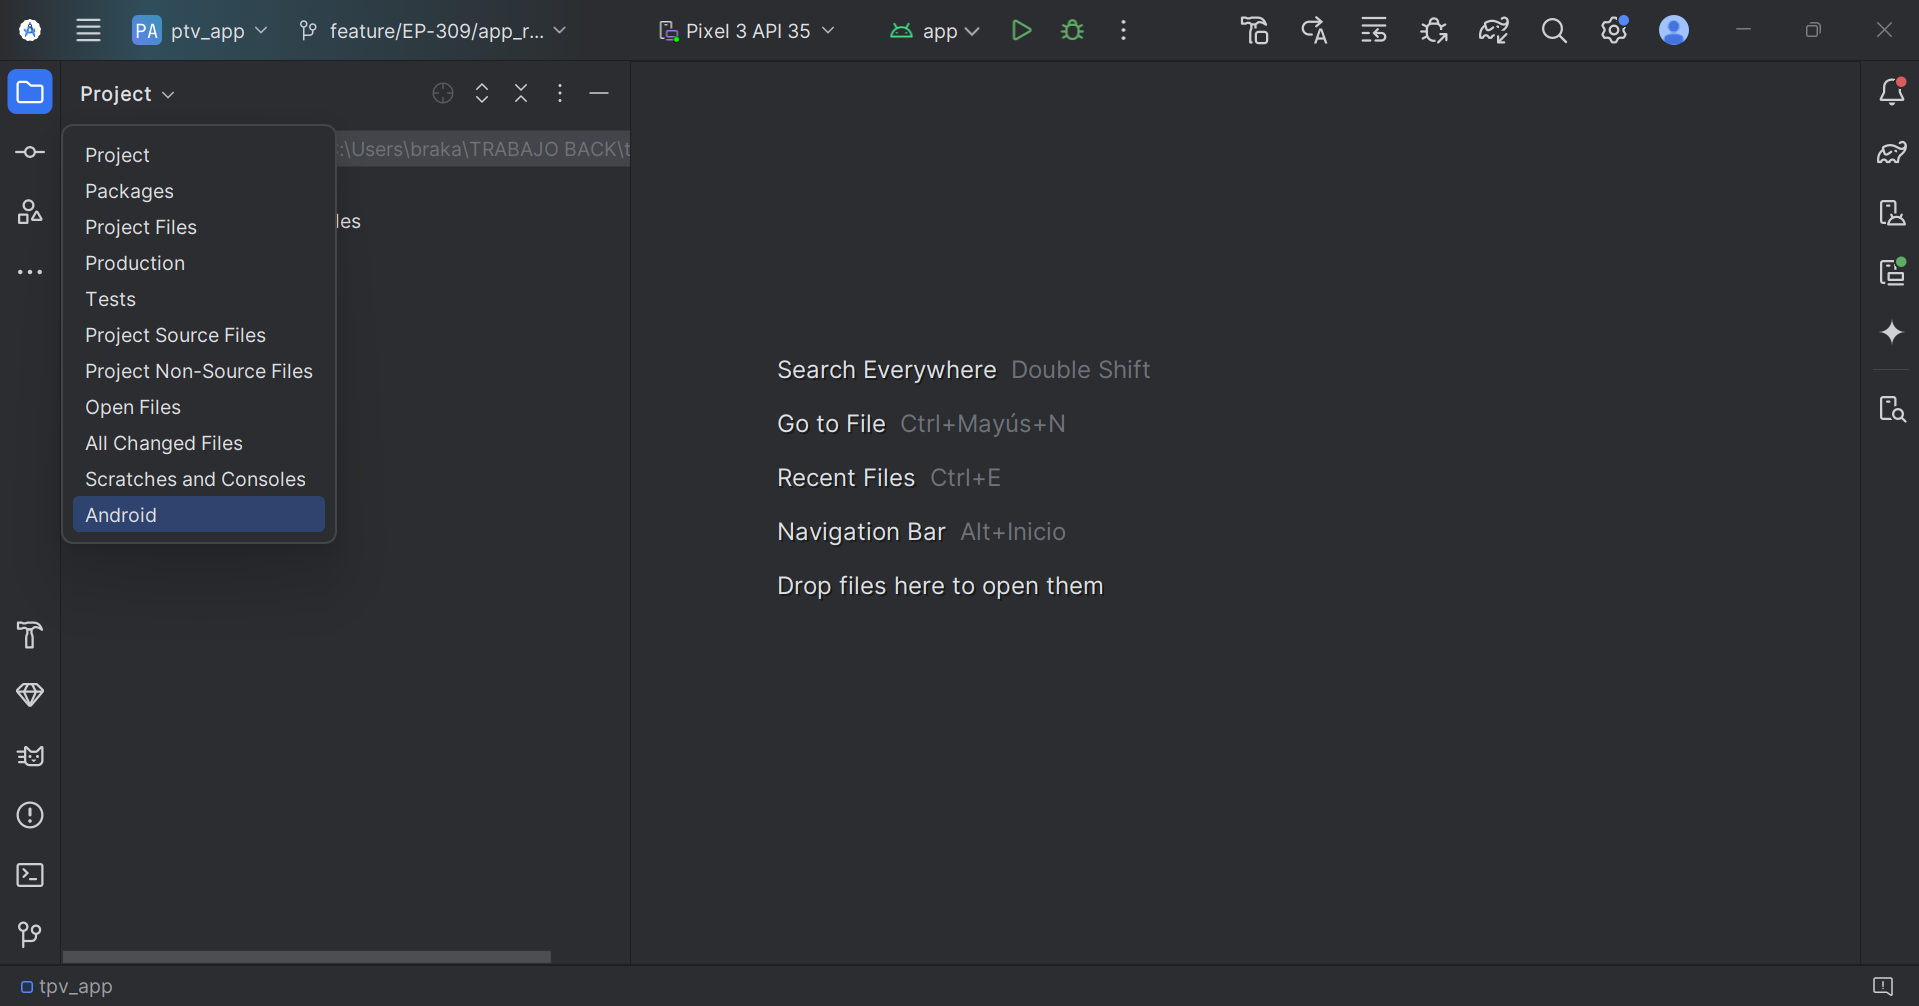 PA ptv_app feature/EP-309/app_r... Pixel 3 API 35 app
Project
:\Users\braka\TRABAJO BACK\t
Project
Packages
Project Files
les
Production
Tests
Project Source Files
Project Non-Source Files
Open Files
All Changed Files
Scratches and Consoles
Android
Search Everywhere Double Shift
Go to File Ctrl+Mayús+N
Recent Files Ctrl+E
Navigation Bar Alt+Inicio
Drop files here to open them
tpv_app